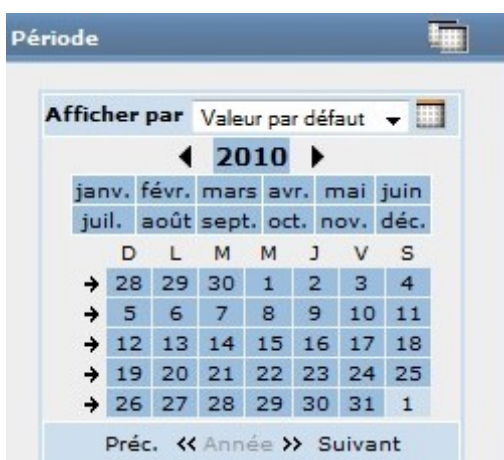 Période
Afficher par Valeur par défaut
2010
janv. févr. mars avr. mai juin
juil. août sept. oct. nov. déc.
D L M M J V S
28 29 30 1 2 3 4
5 6 7 8 9 10 11
12 13 14 15 16 17 18
19 20 21 22 23 24 25
26 27 28 29 30 31 1
Préc. << Année >> Suivant